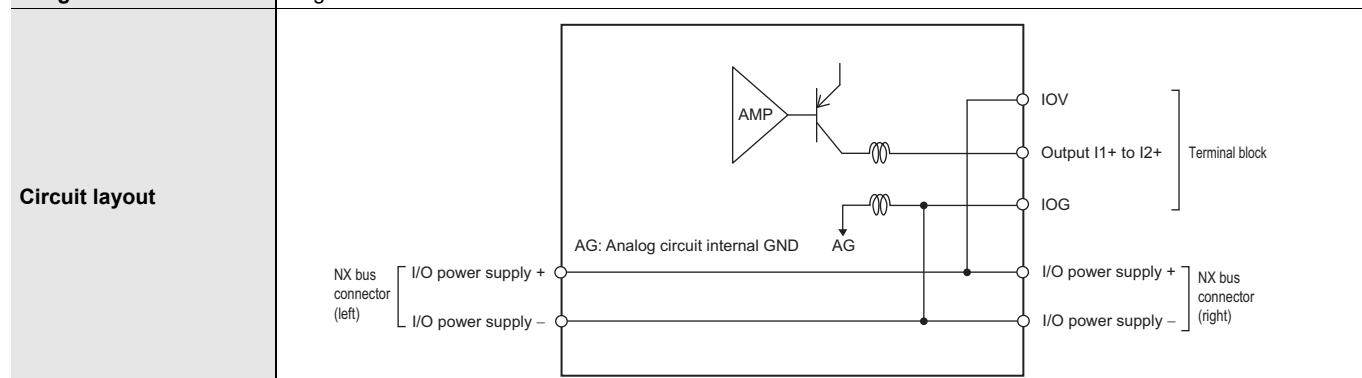 Circuit layout
AMP
IOV
Output I1+ to I2+
Terminal block
IOG
AG: Analog circuit internal GND
AG
NX bus
connector
(left)
I/O power supply +
I/O power supply −
I/O power supply +
I/O power supply −
NX bus
connector
(right)